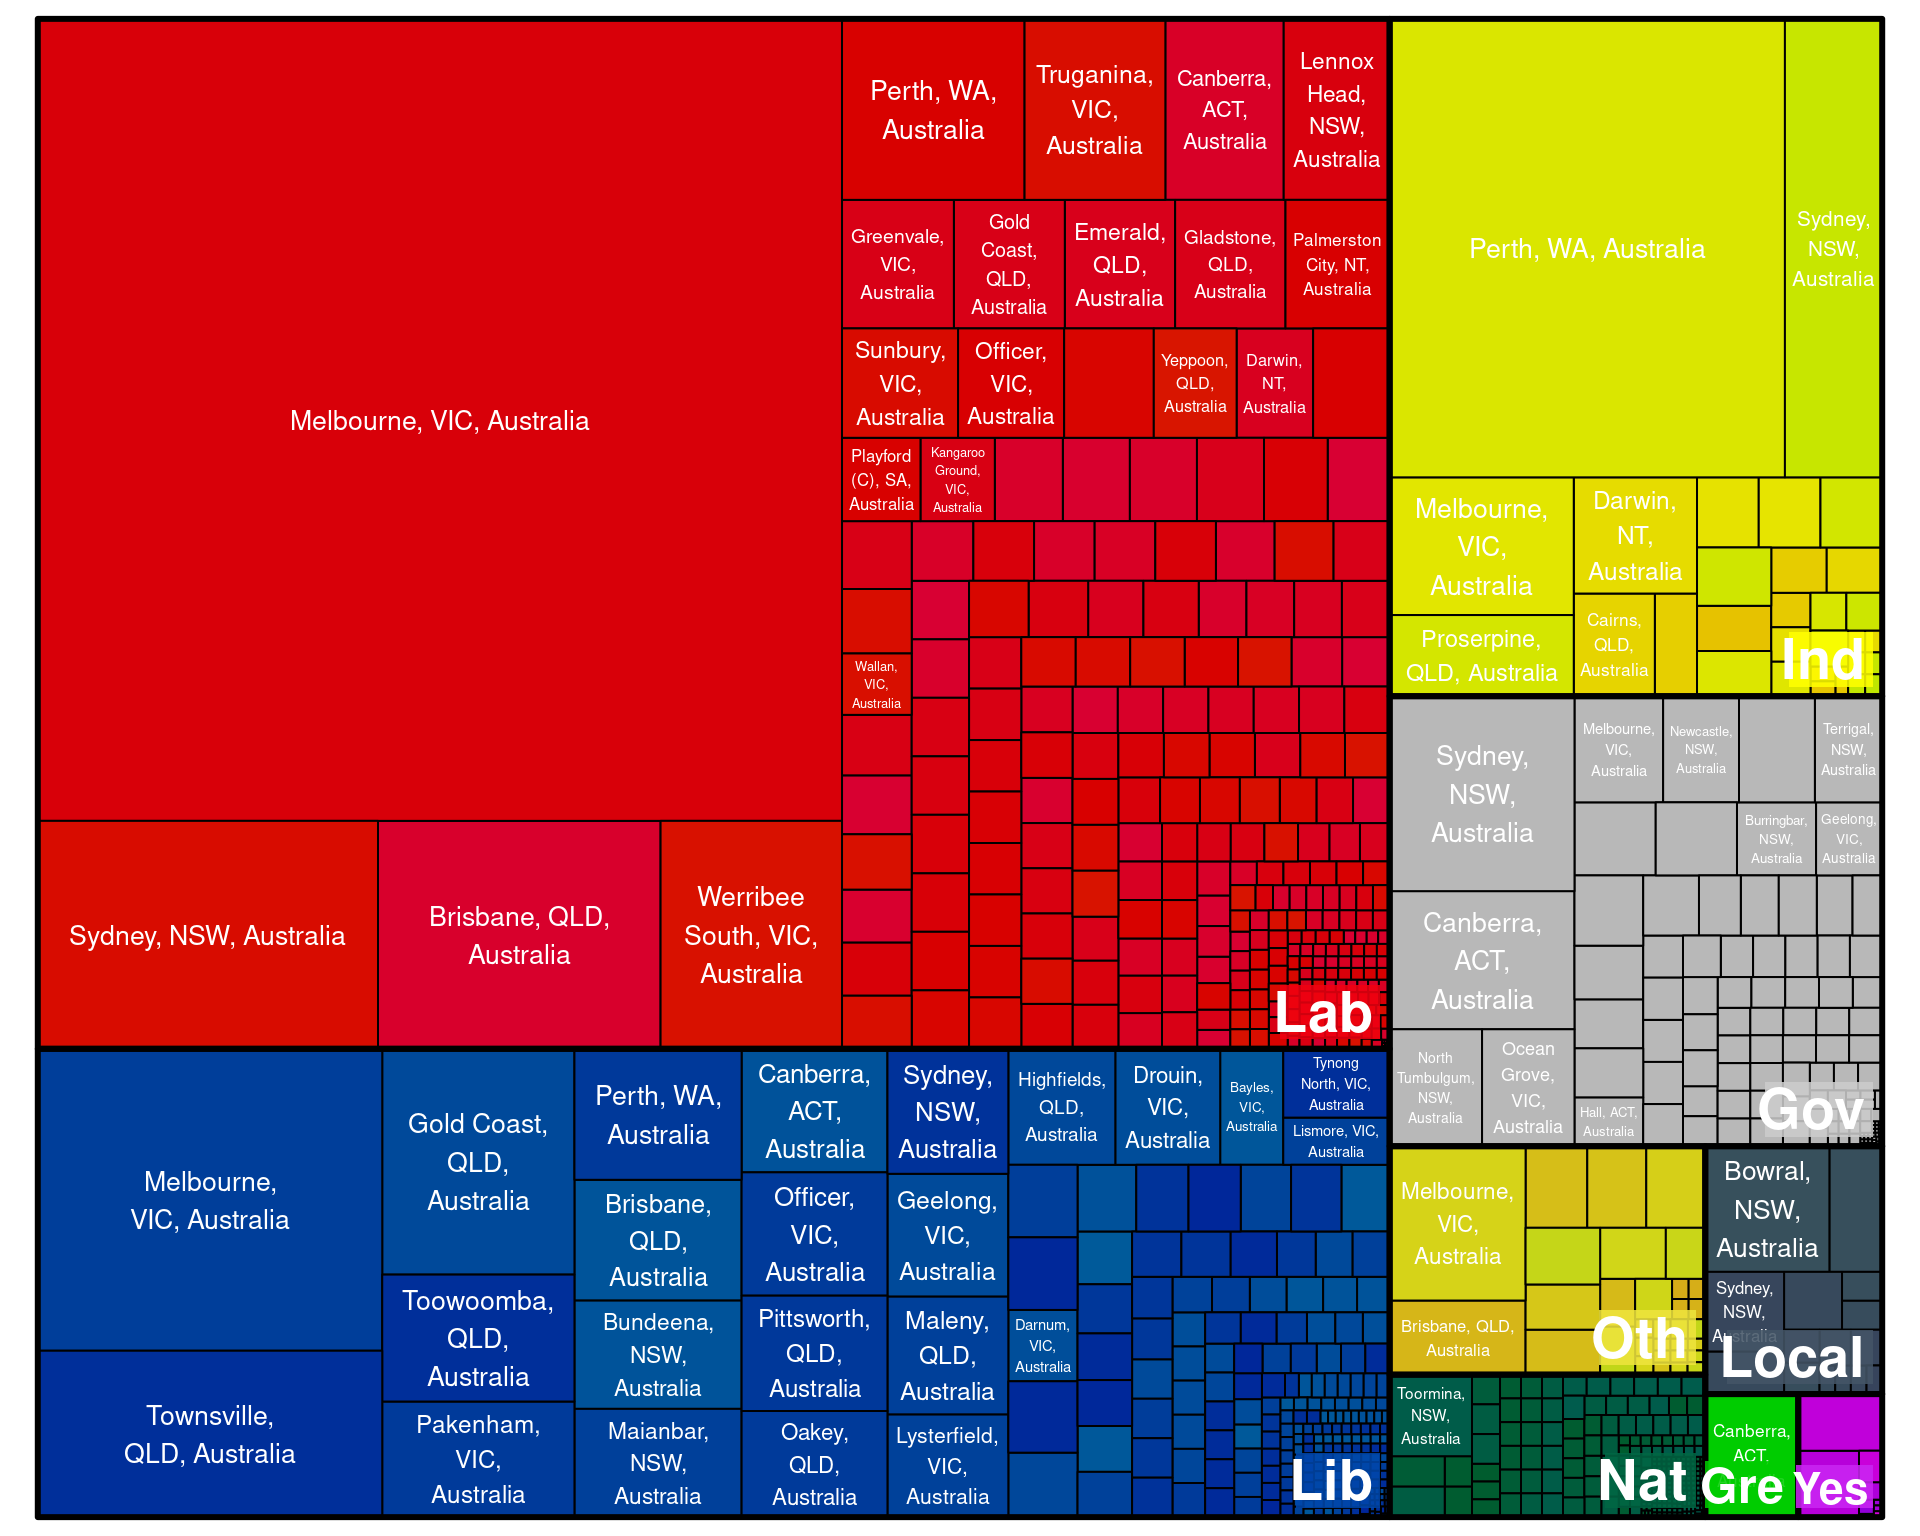 Melbourne, VIC, Australia
Sydney, NSW, Australia
Brisbane, QLD,
Australia
Werribee
South, VIC,
Australia
Perth, WA,
Australia
Truganina,
VIC,
Australia
Canberra,
ACT,
Australia
Lennox
Head,
NSW,
Australia
Greenvale,
VIC,
Australia
Gold
Coast,
QLD,
Australia
Emerald,
QLD,
Australia
Gladstone,
QLD,
Australia
Palmerston
City, NT,
Australia
Sunbury,
VIC,
Australia
Officer,
VIC,
Australia
Yeppoon,
QLD,
Australia
Darwin,
NT,
Australia
Playford
(C), SA,
Australia
Kangaroo
Ground,
VIC,
Australia
Wallan,
VIC,
Australia
Lab
Melbourne,
VIC, Australia
Townsville,
QLD, Australia
Gold Coast,
QLD,
Australia
Toowoomba,
QLD,
Australia
Pakenham,
VIC,
Australia
Perth, WA,
Australia
Brisbane,
QLD,
Australia
Bundeena,
NSW,
Australia
Maianbar,
NSW,
Australia
Canberra,
ACT,
Australia
Officer,
VIC,
Australia
Pittsworth,
QLD,
Australia
Oakey,
QLD,
Australia
Sydney,
NSW,
Australia
Geelong,
VIC,
Australia
Maleny,
QLD,
Australia
Lysterfield,
VIC,
Australia
Highfields,
QLD,
Australia
Drouin,
VIC,
Australia
Bayles,
VIC,
Australia
Tynong
North, VIC,
Australia
Lismore, VIC,
Australia
Darnum,
VIC,
Australia
Lib
Perth, WA, Australia
Sydney,
NSW,
Australia
Melbourne,
VIC,
Australia
Proserpine,
QLD, Australia
Darwin,
NT,
Australia
Cairns,
QLD,
Australia
Ind
Sydney,
NSW,
Australia
Canberra,
ACT,
Australia
North
Tumbulgum,
NSW,
Australia
Ocean
Grove,
VIC,
Australia
Melbourne,
VIC,
Australia
Newcastle,
NSW,
Australia
Terrigal,
NSW,
Australia
Burringbar,
NSW,
Australia
Geelong,
VIC,
Australia
Hall, ACT,
Australia
Gov
Melbourne,
VIC,
Australia
Brisbane, QLD,
Australia
Oth
Bowral,
NSW,
Australia
Sydney,
NSW,
Australia
Local
Toormina,
NSW,
Australia
Nat
Canberra,
ACT,
Gre
Yes